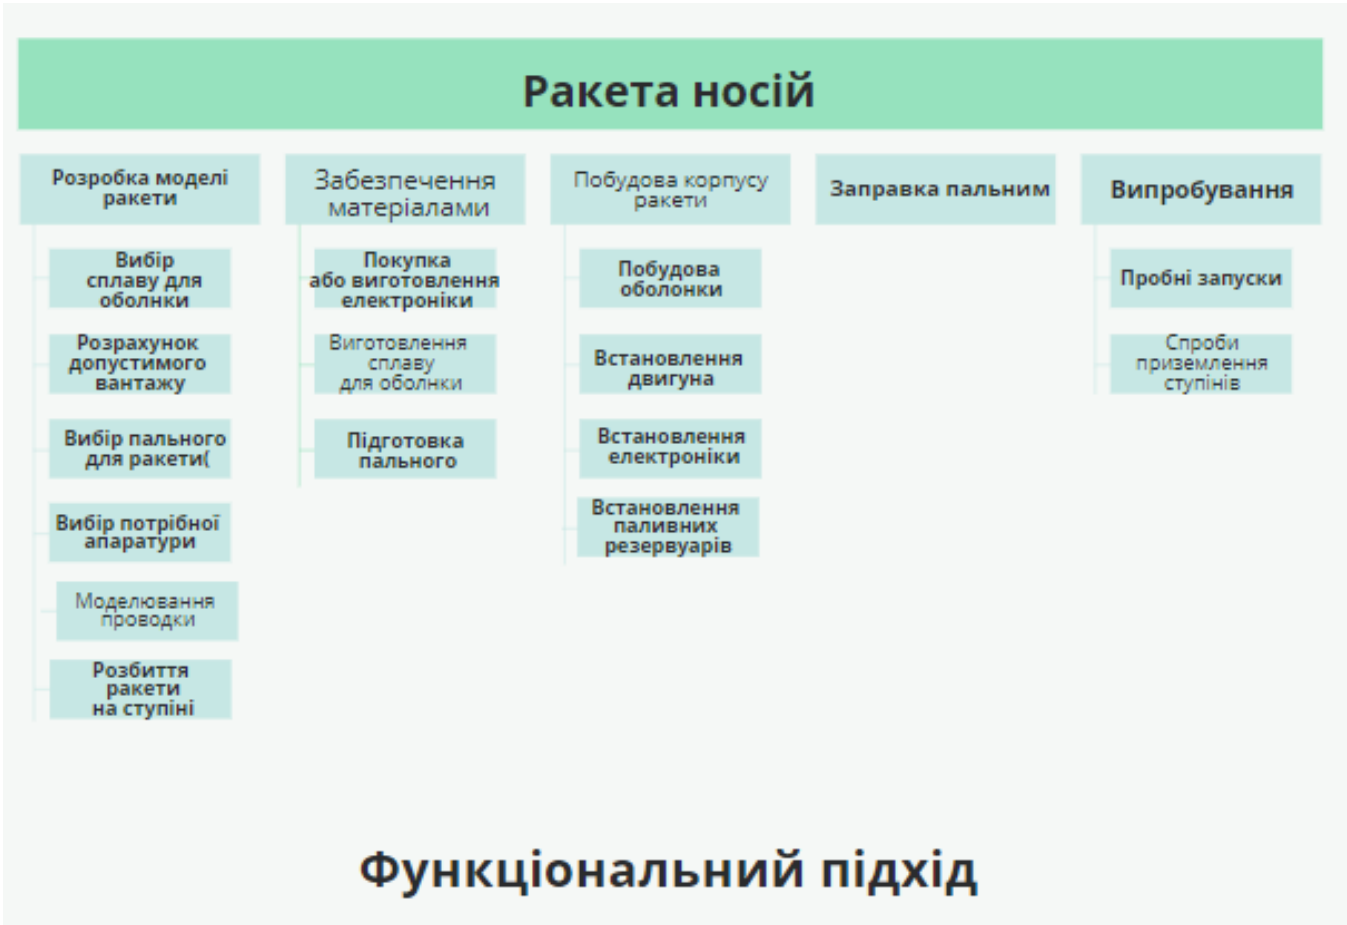 Ракета носій
Розробка моделі
ракети
Вибір
сплаву для
оболнки
Розрахунок
допустимого
вантажу
Вибір пального
для ракети(
Вибір потрібної
апаратури
Моделювання
проводки
Розбиття
ракети
на ступіні
Забезпечення
матеріалами
Покупка
або виготовлення
електроніки
Виготовлення
сплаву
для оболнки
Підготовка
пального
Побудова корпусу
ракети
Побудова
оболонки
Встановлення
двигуна
Встановлення
електроніки
Встановлення
паливних
резервуарів
Заправка пальним
Випробування
Пробні запуски
Спроби
приземлення
ступінів
Функціональний підхід